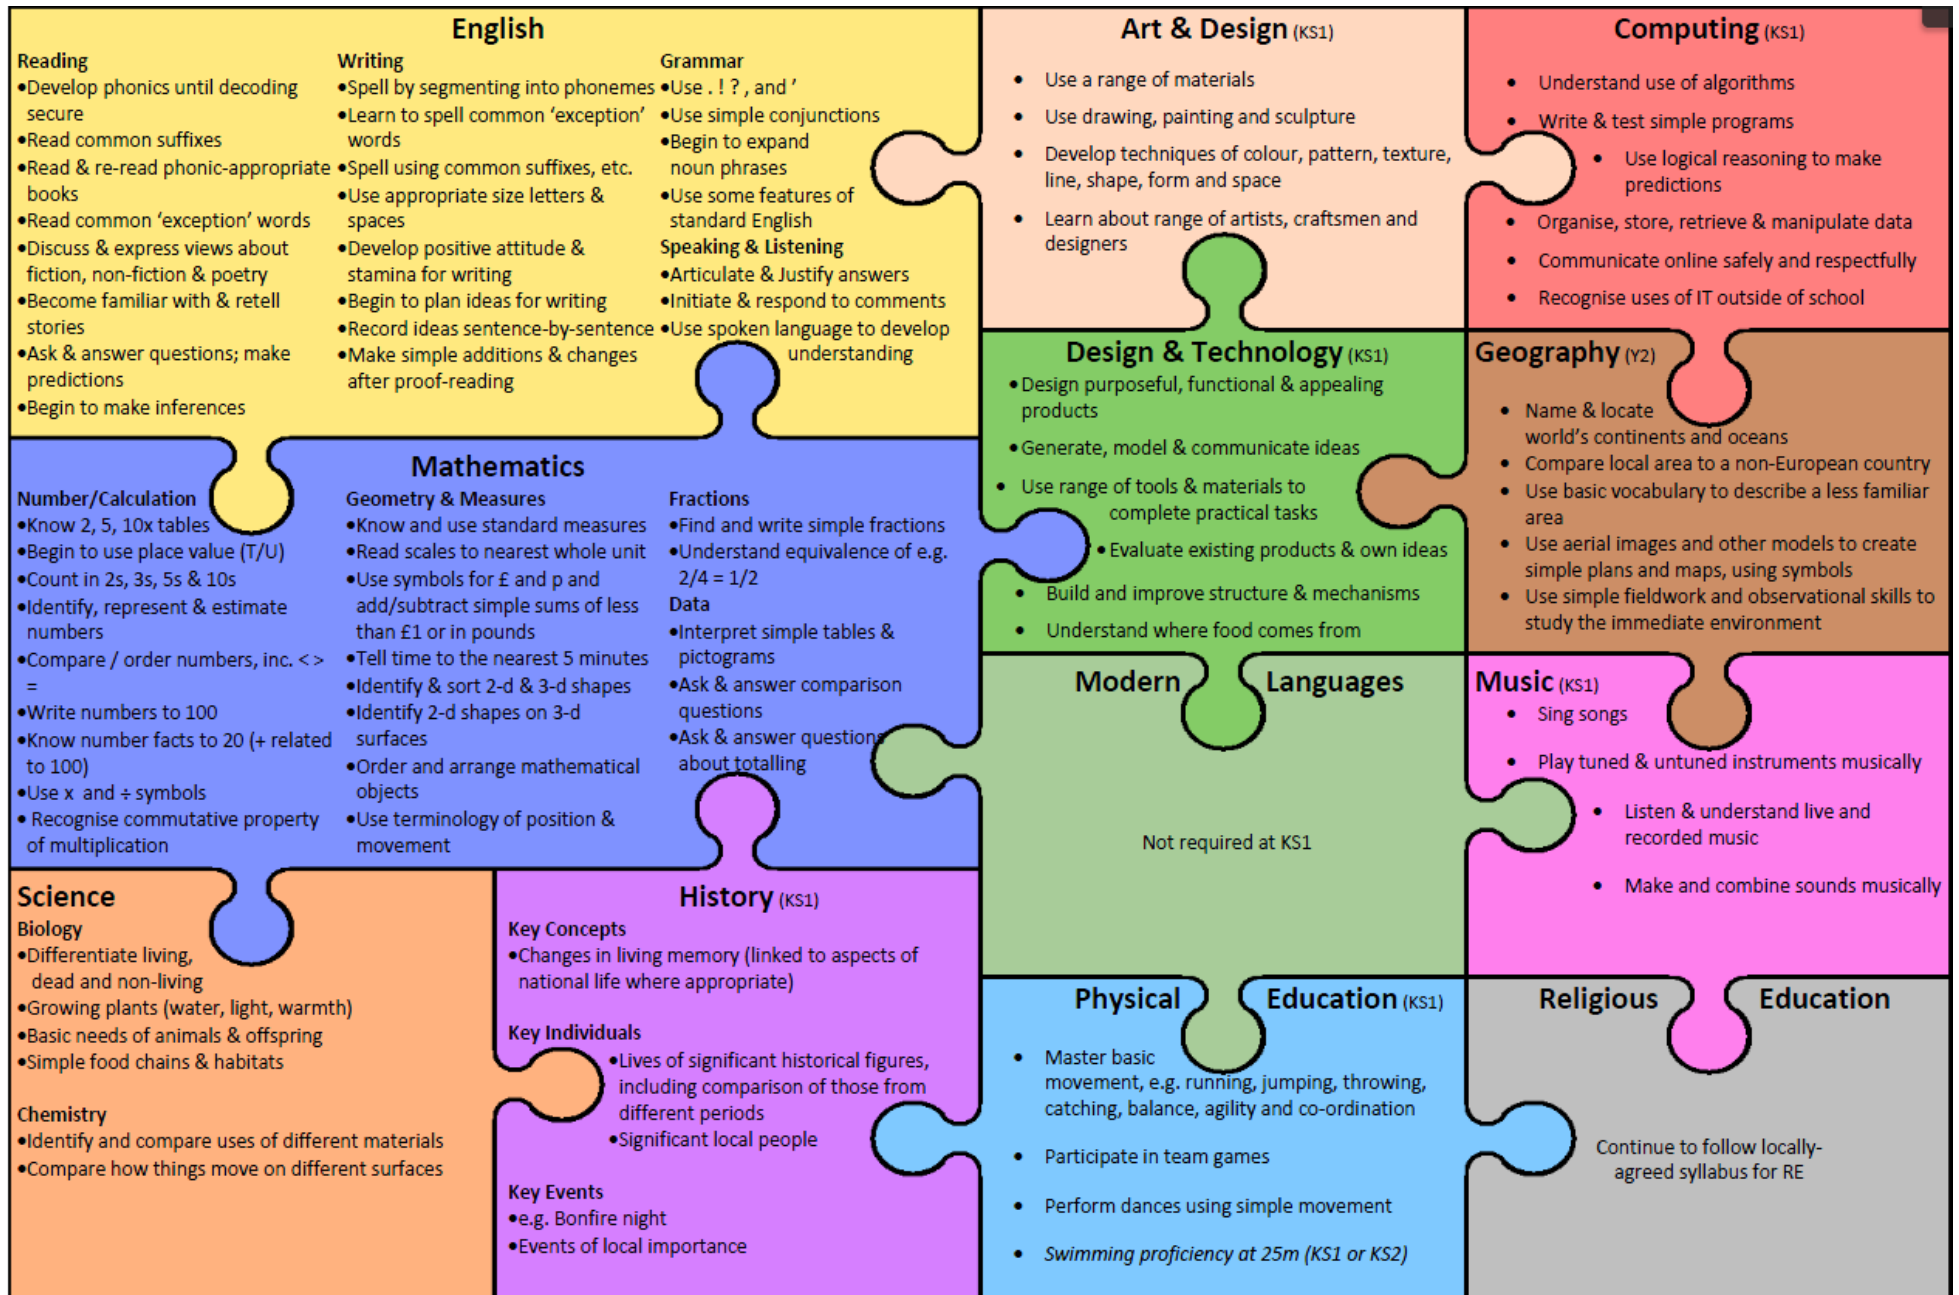 English
Reading
•Develop phonics until decoding
secure
•Read common suffixes
•Read & re-read phonic-appropriate
books
•Read common ‘exception’ words
•Discuss & express views about
fiction, non-fiction & poetry
•Become familiar with & retell
stories
•Ask & answer questions; make
predictions
•Begin to make inferences
Writing
•Spell by segmenting into phonemes
•Learn to spell common ‘exception’
words
•Spell using common suffixes, etc.
•Use appropriate size letters &
spaces
•Develop positive attitude &
stamina for writing
•Begin to plan ideas for writing
•Record ideas sentence-by-sentence
•Make simple additions & changes
after proof-reading
Grammar
•Use . ! ? , and ’
•Use simple conjunctions
•Begin to expand
noun phrases
•Use some features of
standard English
Speaking & Listening
•Articulate & Justify answers
•Initiate & respond to comments
•Use spoken language to develop
understanding
Art & Design (KS1)
• Use a range of materials
• Use drawing, painting and sculpture
• Develop techniques of colour, pattern, texture,
line, shape, form and space
• Learn about range of artists, craftsmen and
designers
Computing (KS1)
• Understand use of algorithms
• Write & test simple programs
• Use logical reasoning to make
predictions
• Organise, store, retrieve & manipulate data
• Communicate online safely and respectfully
• Recognise uses of IT outside of school
Mathematics
Number/Calculation
•Know 2, 5, 10x tables
•Begin to use place value (T/U)
•Count in 2s, 3s, 5s & 10s
•Identify, represent & estimate
numbers
•Compare / order numbers, inc. < >
=
•Write numbers to 100
•Know number facts to 20 (+ related
to 100)
•Use x and ÷ symbols
• Recognise commutative property
of multiplication
Geometry & Measures
•Know and use standard measures
•Read scales to nearest whole unit
•Use symbols for £ and p and
add/subtract simple sums of less
than £1 or in pounds
•Tell time to the nearest 5 minutes
•Identify & sort 2-d & 3-d shapes
•Identify 2-d shapes on 3-d
surfaces
•Order and arrange mathematical
objects
•Use terminology of position &
movement
Fractions
•Find and write simple fractions
•Understand equivalence of e.g.
2/4 = 1/2
Data
•Interpret simple tables &
pictograms
•Ask & answer comparison
questions
•Ask & answer questions
about totalling
Design & Technology (KS1)
•Design purposeful, functional & appealing
products
•Generate, model & communicate ideas
• Use range of tools & materials to
complete practical tasks
•Evaluate existing products & own ideas
• Build and improve structure & mechanisms
• Understand where food comes from
Geography (Y2)
• Name & locate
world’s continents and oceans
• Compare local area to a non-European country
• Use basic vocabulary to describe a less familiar
area
• Use aerial images and other models to create
simple plans and maps, using symbols
• Use simple fieldwork and observational skills to
study the immediate environment
Modern Languages
Not required at KS1
Music (KS1)
• Sing songs
• Play tuned & untuned instruments musically
• Listen & understand live and
recorded music
• Make and combine sounds musically
Science
Biology
•Differentiate living,
dead and non-living
•Growing plants (water, light, warmth)
•Basic needs of animals & offspring
•Simple food chains & habitats
Chemistry
•Identify and compare uses of different materials
•Compare how things move on different surfaces
History (KS1)
Key Concepts
•Changes in living memory (linked to aspects of
national life where appropriate)
Key Individuals
•Lives of significant historical figures,
including comparison of those from
different periods
•Significant local people
Key Events
•e.g. Bonfire night
•Events of local importance
Physical Education (KS1)
• Master basic
movement, e.g. running, jumping, throwing,
catching, balance, agility and co-ordination
• Participate in team games
• Perform dances using simple movement
• Swimming proficiency at 25m (KS1 or KS2)
Religious Education
Continue to follow locally-
agreed syllabus for RE